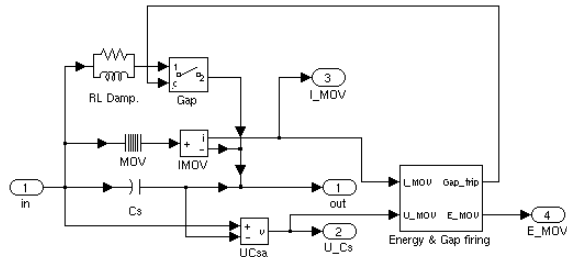 1
c
2
RL Damp.
Gap
3
I_MOV
MOV
+
i
−
IMOV
I_MOV
Gap_trip
U_MOV
E_MOV
Energy & Gap firing
1
in
Cs
1
out
+
−
v
UCsa
2
U_Cs
4
E_MOV